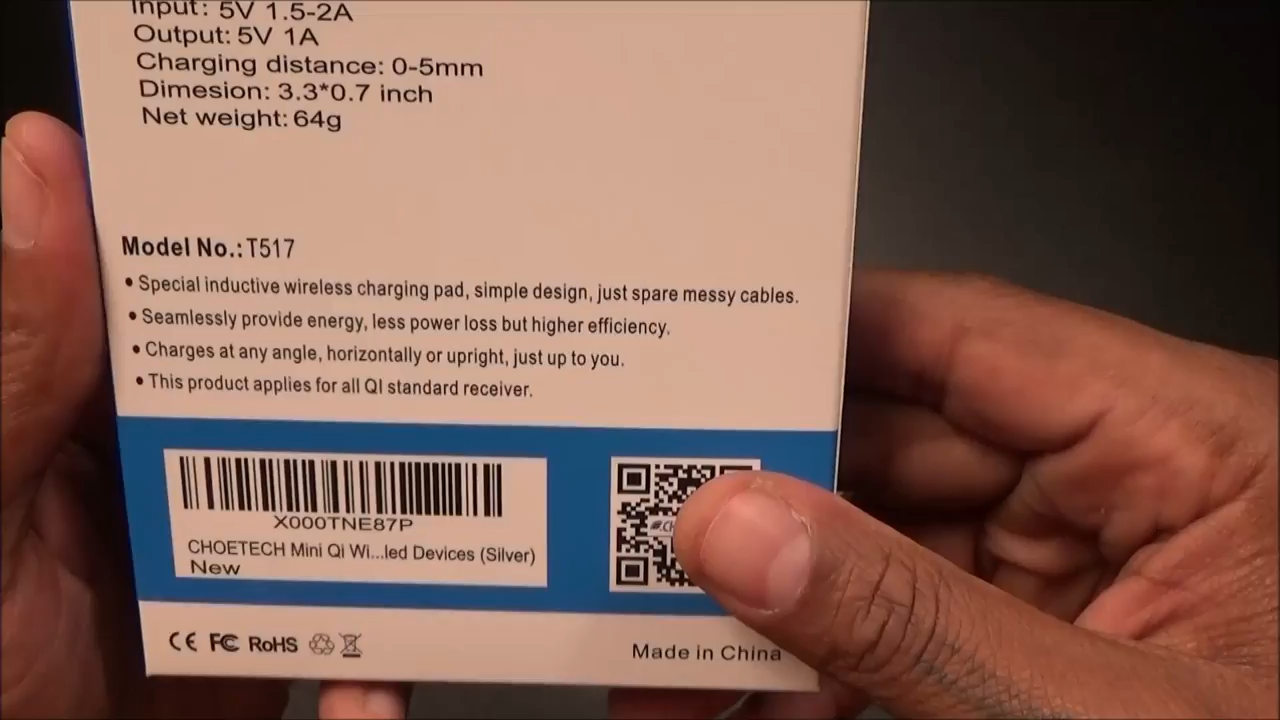 Input: 5V 1.5-2A
Output: 5V 1A
Charging distance: 0-5mm
Dimesion: 3.3*0.7 inch
Net weight: 64g
Model No.: T517
• Special inductive wireless charging pad, simple design, just spare messy cables.
• Seamlessly provide energy, less power loss but higher efficiency.
• Charges at any angle, horizontally or upright, just up to you.
• This product applies for all QI standard receiver.
X000TNE87P
CHOETECH Mini Qi Wi...led Devices (Silver)
New
CE FC RoHS
Made in China